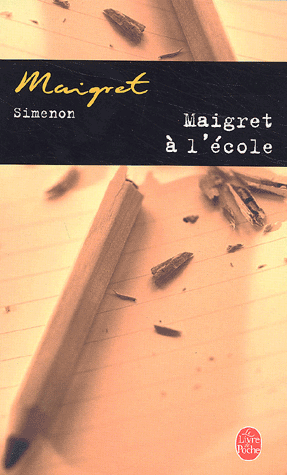 Maigret
Simenon
Maigret
à l'école
Le
Livre
de
Poche